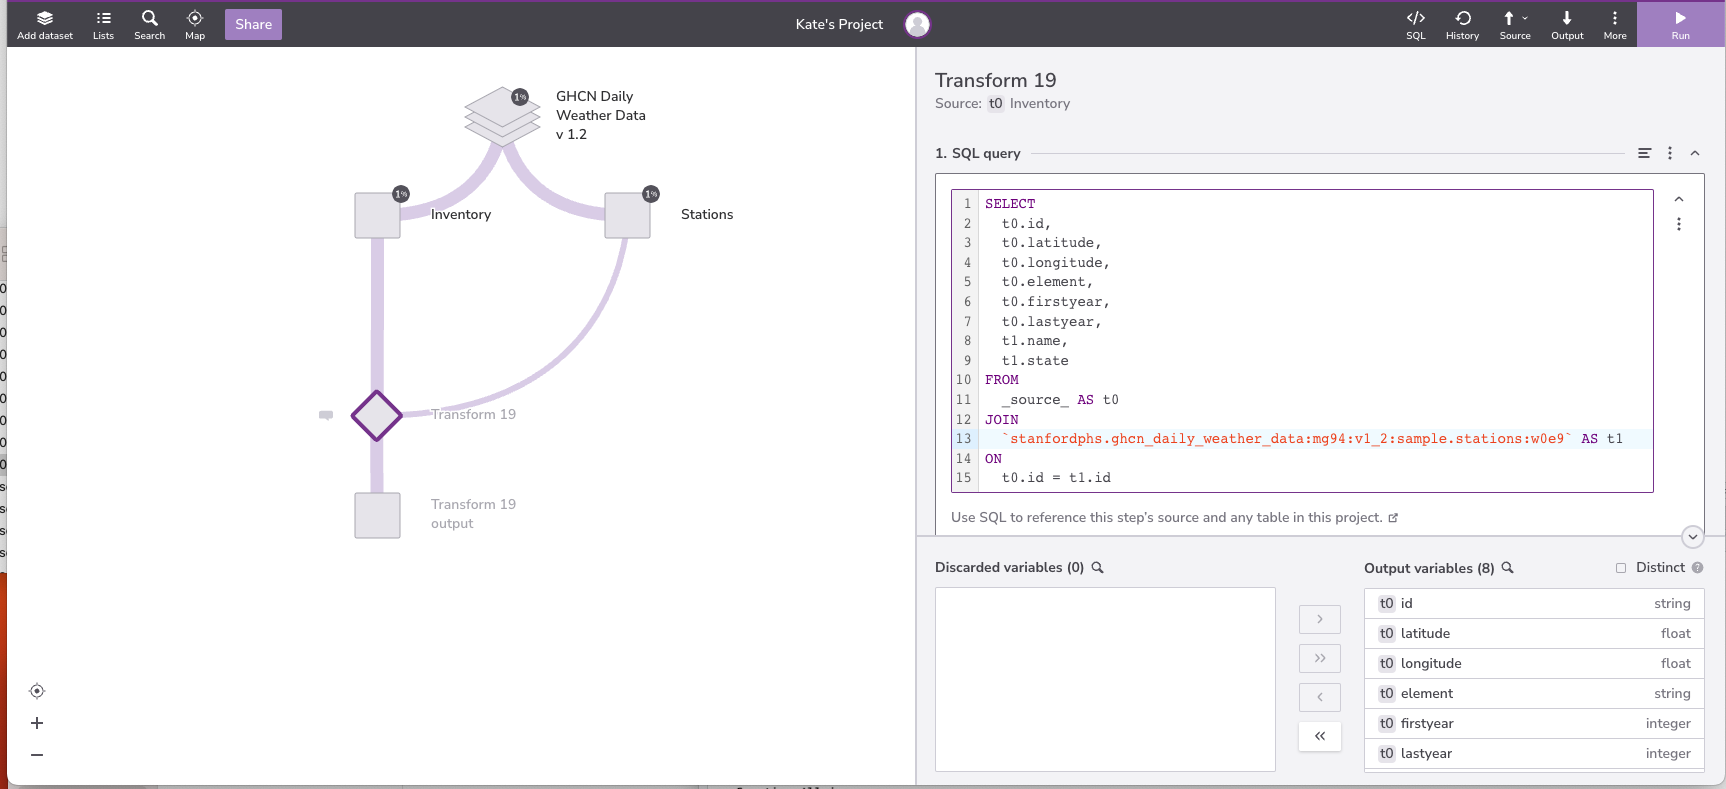 Add dataset
Lists
Search
Map
Share
Kate's Project
SQL
History
Source
Output
More
Run
1%
GHCN Daily
Weather Data
v 1.2
1%
Inventory
1%
Stations
Transform 19
Transform 19
output
Transform 19
Source: t0 Inventory
1. SQL query
1 SELECT
2 t0.id,
3 t0.latitude,
4 t0.longitude,
5 t0.element,
6 t0.firstyear,
7 t0.lastyear,
8 t1.name,
9 t1.state
10 FROM
11 _source_ AS t0
12 JOIN
13 `stanfordphs.ghcn_daily_weather_data:mg94:v1_2:sample.stations:w0e9` AS t1
14 ON
15 t0.id = t1.id
Use SQL to reference this step's source and any table in this project.
Discarded variables (0)
Output variables (8)
Distinct
t0 id string
t0 latitude float
t0 longitude float
t0 element string
t0 firstyear integer
t0 lastyear integer